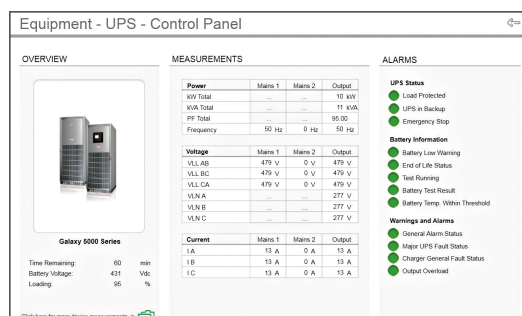 Equipment - UPS - Control Panel
OVERVIEW
Galaxy 5000 Series
Time Remaining: 60 min
Battery Voltage: 431 Vdc
Loading: 95 %
Click here for more device measurements
MEASUREMENTS
Power Mains 1 Mains 2 Output
kW Total ... ... 10 kW
kVA Total ... ... 11 kVA
PF Total ... ... 95.00
Frequency 50 Hz 0 Hz 50 Hz
Voltage Mains 1 Mains 2 Output
VLL AB 479 V 0 V 479 V
VLL BC 479 V 0 V 479 V
VLL CA 479 V 0 V 479 V
VLN A ... ... 277 V
VLN B ... ... 277 V
VLN C ... ... 277 V
Current Mains 1 Mains 2 Output
I A 13 A 0 A 13 A
I B 13 A 0 A 13 A
I C 13 A 0 A 13 A
ALARMS
UPS Status
Load Protected
UPS in Backup
Emergency Stop
Battery Information
Battery Low Warning
End of Life Status
Test Running
Battery Test Result
Battery Temp. Within Threshold
Warnings and Alarms
General Alarm Status
Major UPS Fault Status
Charger General Fault Status
Output Overload